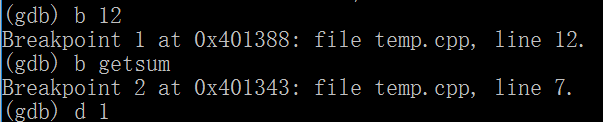 (gdb) b 12
Breakpoint 1 at 0x401388: file temp.cpp, line 12.
(gdb) b getsum
Breakpoint 2 at 0x401343: file temp.cpp, line 7.
(gdb) d 1